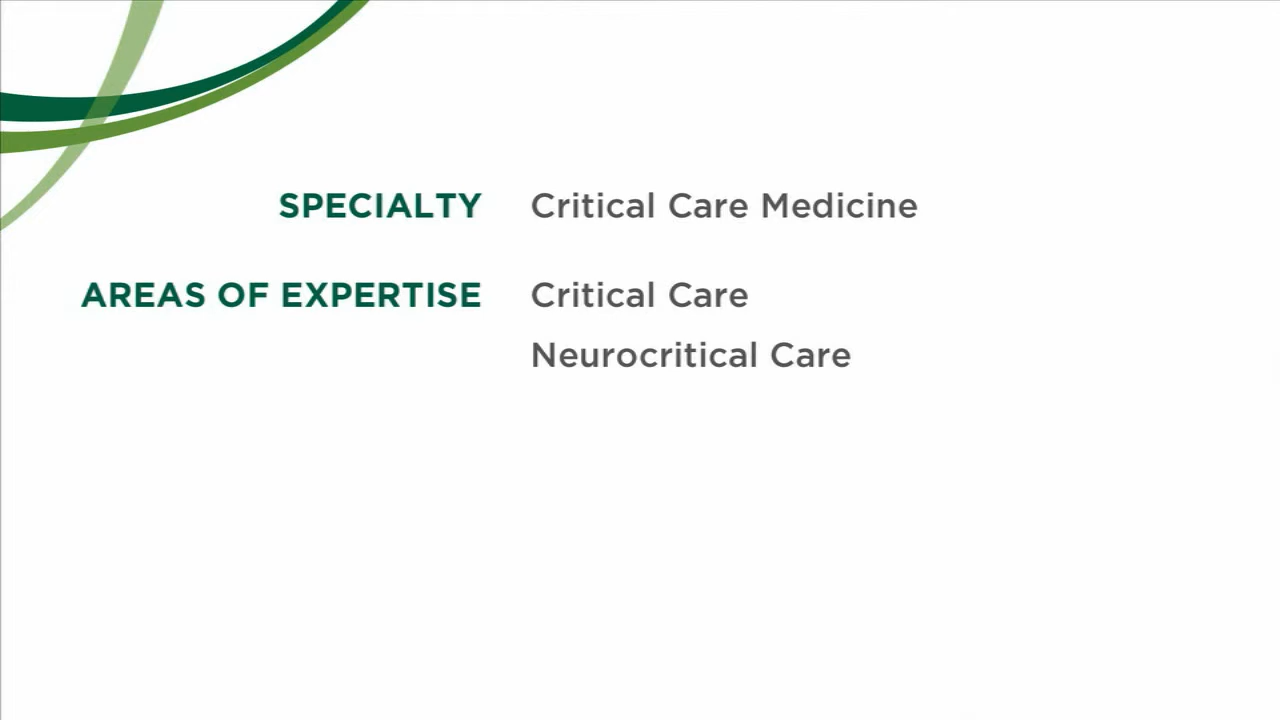 SPECIALTY Critical Care Medicine
AREAS OF EXPERTISE Critical Care
Neurocritical Care